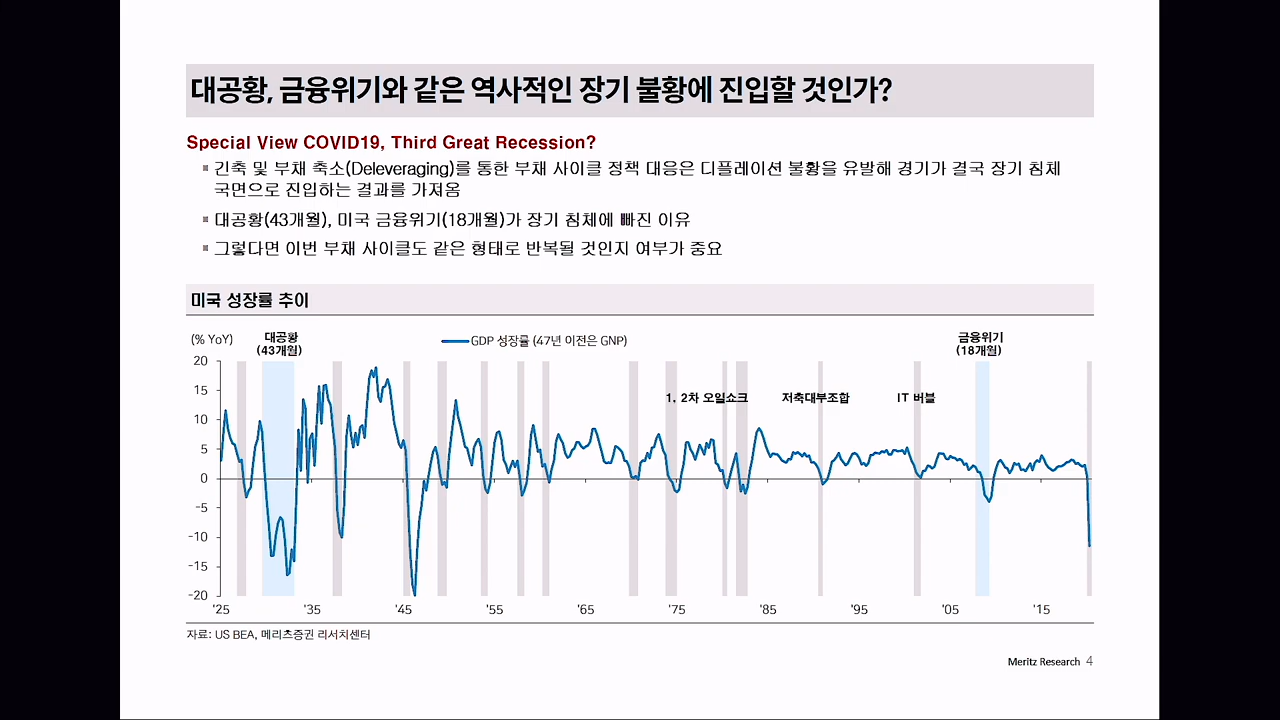 대공황, 금융위기와 같은 역사적인 장기 불황에 진입할 것인가?
Special View COVID19, Third Great Recession?
▪ 긴축 및 부채 축소(Deleveraging)를 통한 부채 사이클 정책 대응은 디플레이션 불황을 유발해 경기가 결국 장기 침체
국면으로 진입하는 결과를 가져옴
▪ 대공황(43개월), 미국 금융위기(18개월)가 장기 침체에 빠진 이유
▪ 그렇다면 이번 부채 사이클도 같은 형태로 반복될 것인지 여부가 중요
미국 성장률 추이
(% YoY)
대공황
(43개월)
GDP 성장률 (47년 이전은 GNP)
금융위기
(18개월)
1, 2차 오일쇼크
저축대부조합
IT 버블
20
15
10
5
0
-5
-10
-15
-20
'25 '35 '45 '55 '65 '75 '85 '95 '05 '15
자료: US BEA, 메리츠증권 리서치센터
Meritz Research 4